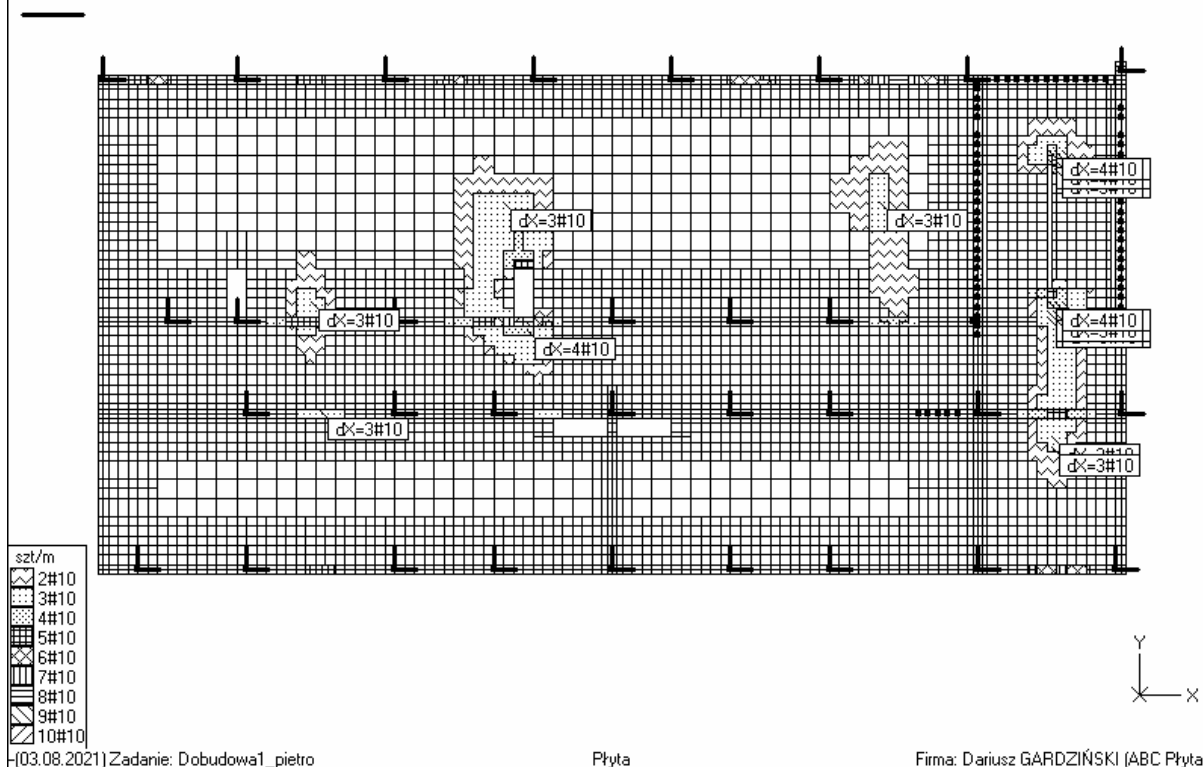 dX=4#10
dX=3#10
dX=3#10
dX=3#10
dX=4#10
dX=4#10
dX=3#10
dX=3#10
szt/m
2#10
3#10
4#10
5#10
6#10
7#10
8#10
9#10
10#10
(03.08.2021) Zadanie: Dobudowa1_pietro
Płyta
Firma: Dariusz GARDZIŃSKI (ABC Płyta
Y
X